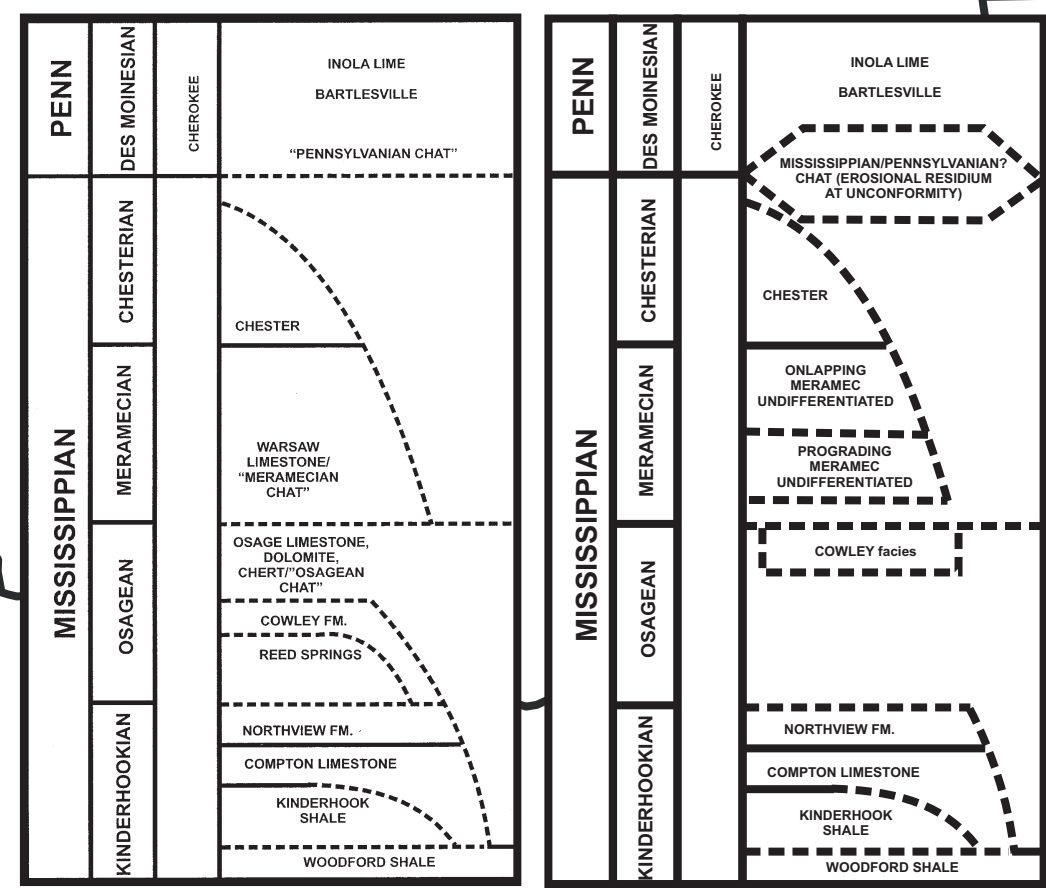 PENN
DES MOINESIAN
CHEROKEE
INOLA LIME
BARTLESVILLE
“PENNSYLVANIAN CHAT”
MISSISSIPPIAN
CHESTERIAN
CHESTER
MERAMECIAN
WARSAW
LIMESTONE/
“MERAMECIAN
CHAT”
OSAGEAN
OSAGE LIMESTONE,
DOLOMITE,
CHERT/”OSAGEAN
CHAT”
COWLEY FM.
REED SPRINGS
KINDERHOOKIAN
NORTHVIEW FM.
COMPTON LIMESTONE
KINDERHOOK
SHALE
WOODFORD SHALE
PENN
DES MOINESIAN
CHEROKEE
INOLA LIME
BARTLESVILLE
MISSISSIPPIAN/PENNSYLVANIAN?
CHAT (EROSIONAL RESIDIUM
AT UNCONFORMITY)
MISSISSIPPIAN
CHESTERIAN
CHESTER
MERAMECIAN
ONLAPPING
MERAMEC
UNDIFFERENTIATED
PROGRADING
MERAMEC
UNDIFFERENTIATED
OSAGEAN
COWLEY facies
KINDERHOOKIAN
NORTHVIEW FM.
COMPTON LIMESTONE
KINDERHOOK
SHALE
WOODFORD SHALE